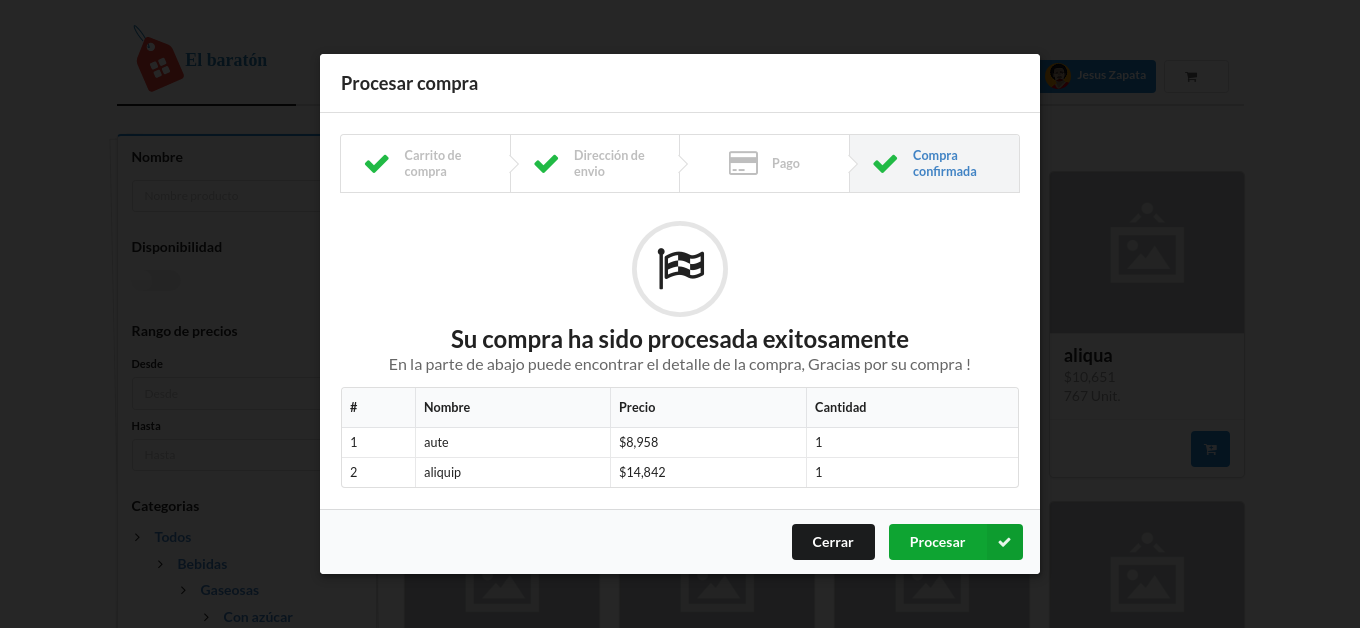 El baratón
Jesus Zapata
Procesar compra
Carrito de
compra
Dirección de
envio
Pago
Compra
confirmada
Su compra ha sido procesada exitosamente
En la parte de abajo puede encontrar el detalle de la compra, Gracias por su compra !
# Nombre Precio Cantidad
1 aute $8,958 1
2 aliquip $14,842 1
Cerrar Procesar
Nombre
Nombre producto
Disponibilidad
Rango de precios
Desde
Desde
Hasta
Hasta
Categorias
Todos
Bebidas
Gaseosas
Con azúcar
aliqua
$10,651
767 Unit.